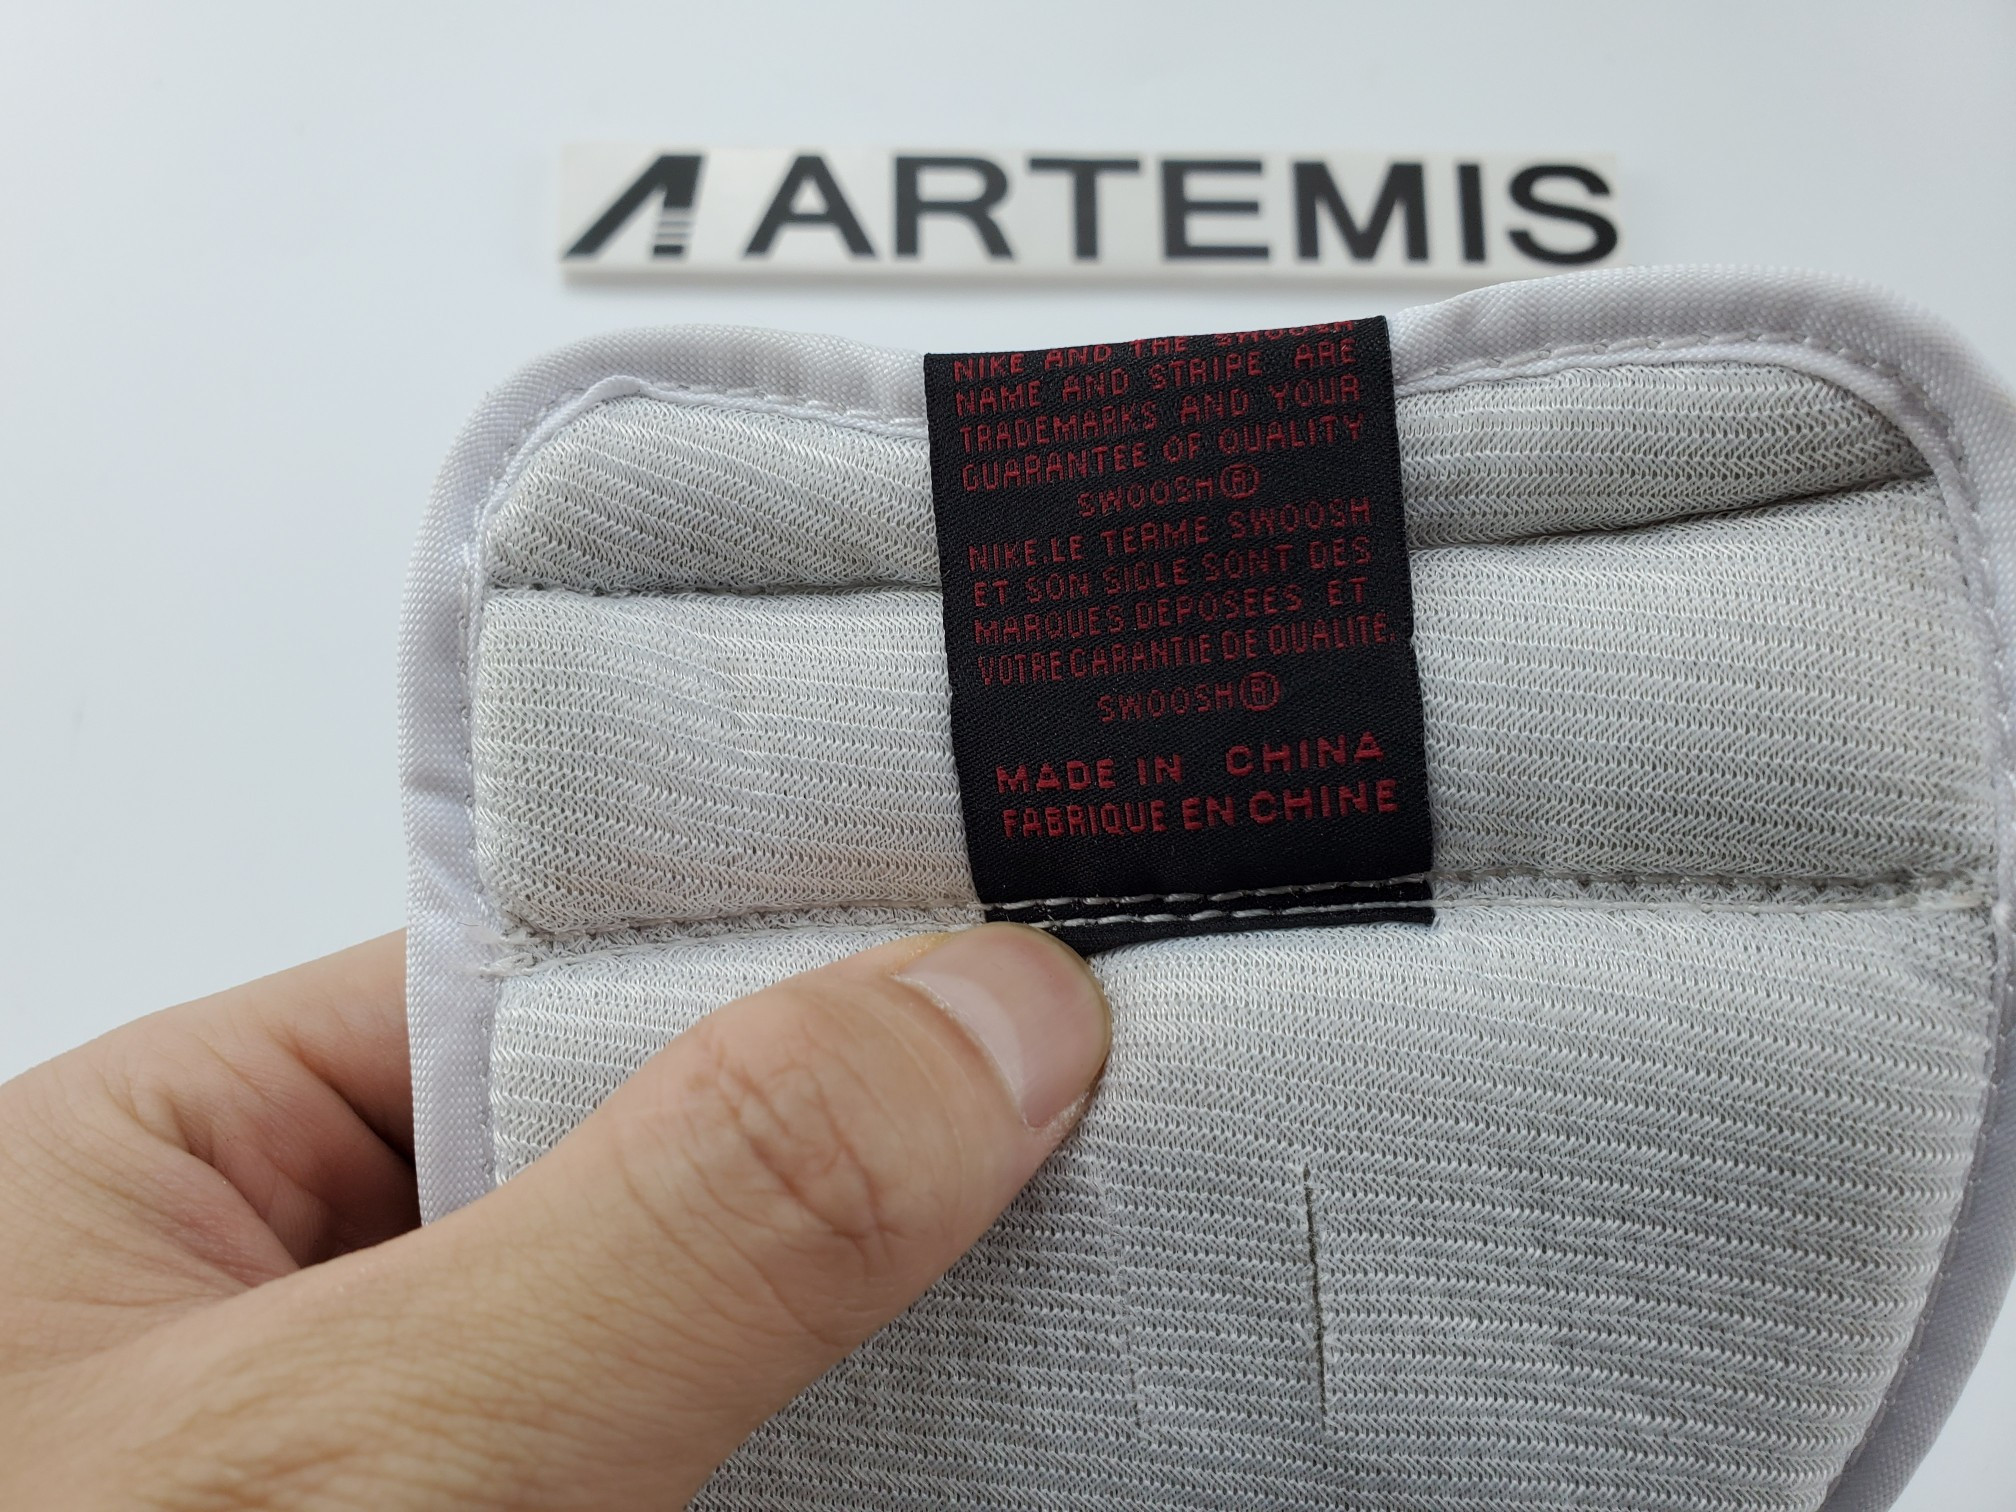 ARTEMIS
NIKE AND THE SWOOSH
NAME AND STRIPE ARE
TRADEMARKS AND YOUR
GUARANTEE OF QUALITY
SWOOSH®
NIKE.LE TERME SWOOSH
ET SON SIGLE SONT DES
MARQUES DEPOSEES ET
VOTRE GARANTIE DE QUALITE.
SWOOSH®
MADE IN CHINA
FABRIQUE EN CHINE